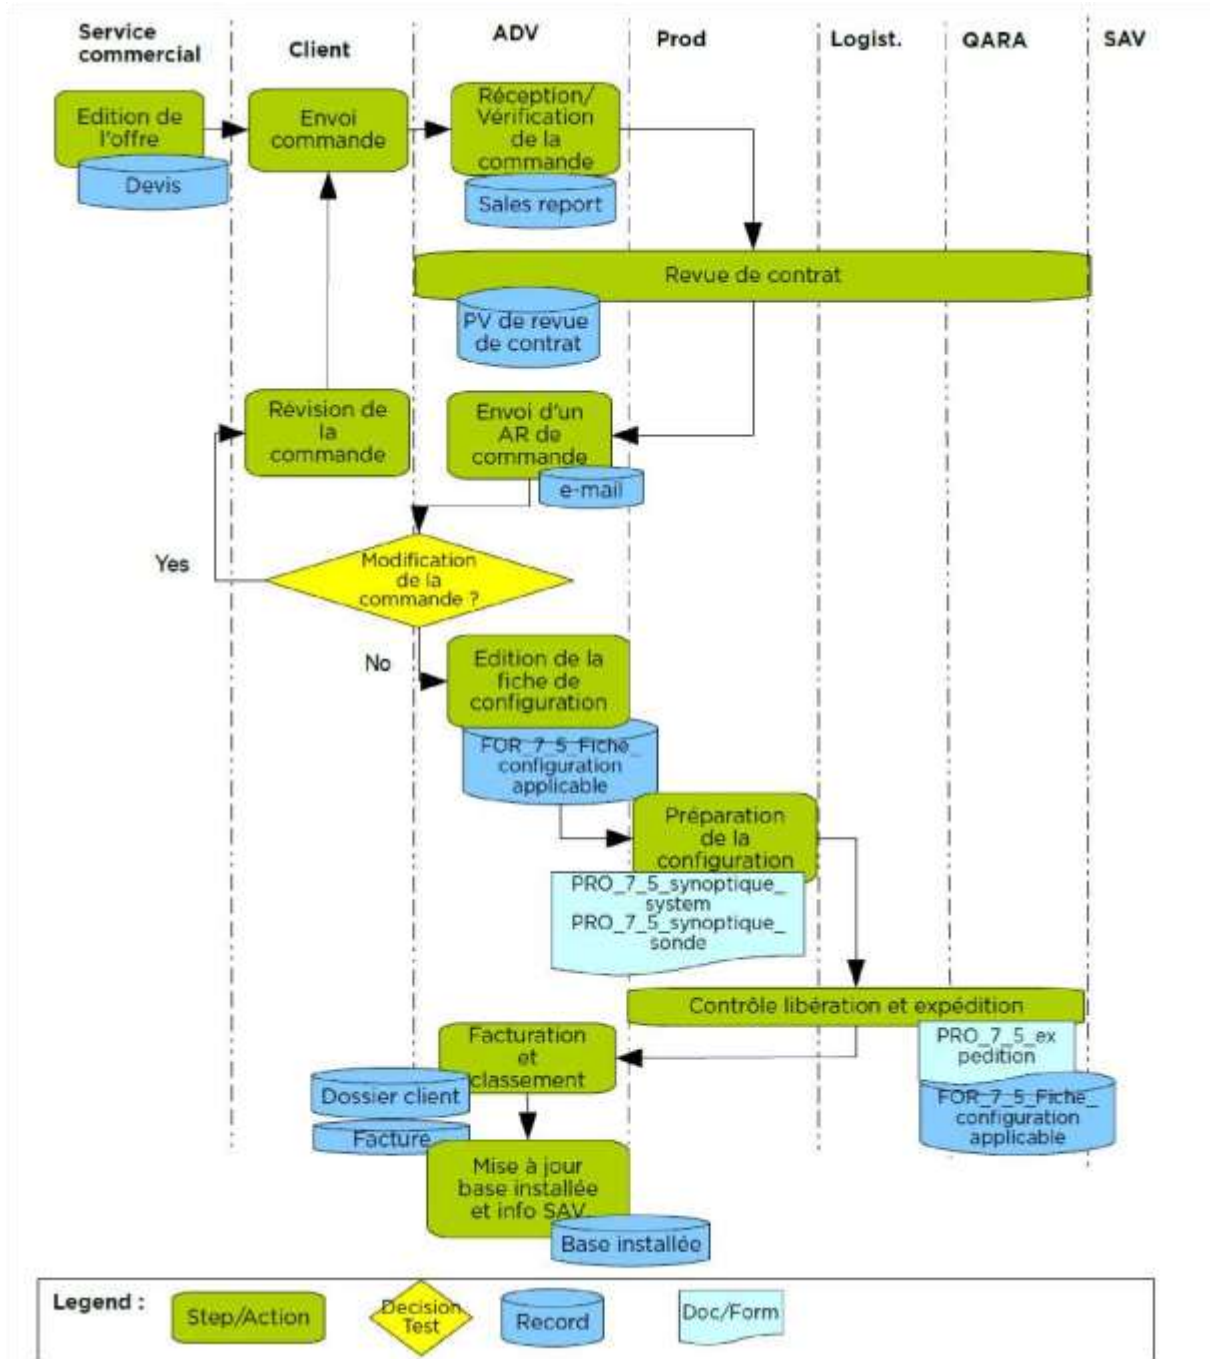 Service
commercial
Client
ADV
Prod
Logist.
QARA
SAV
Edition de
l'offre
Devis
Envoi
commande
Réception/
Vérification
de la
commande
Sales report
Revue de contrat
PV de revue
de contrat
Révision de
la
commande
Envoi d'un
AR de
commande
e-mail
Yes
Modification
de la
commande ?
No
Edition de la
fiche de
configuration
FOR_7_5_Fiche_
configuration
applicable
Préparation
de la
configuration
PRO_7_5_synoptique_
system
PRO_7_5_synoptique_
sonde
Contrôle libération et expédition
PRO_7_5_ex
pedition
FOR_7_5_Fiche_
configuration
applicable
Facturation
et
classement
Dossier client
Facture
Mise à jour
base installée
et info SAV
Base installée
Legend :
Step/Action
Decision
Test
Record
Doc/Form